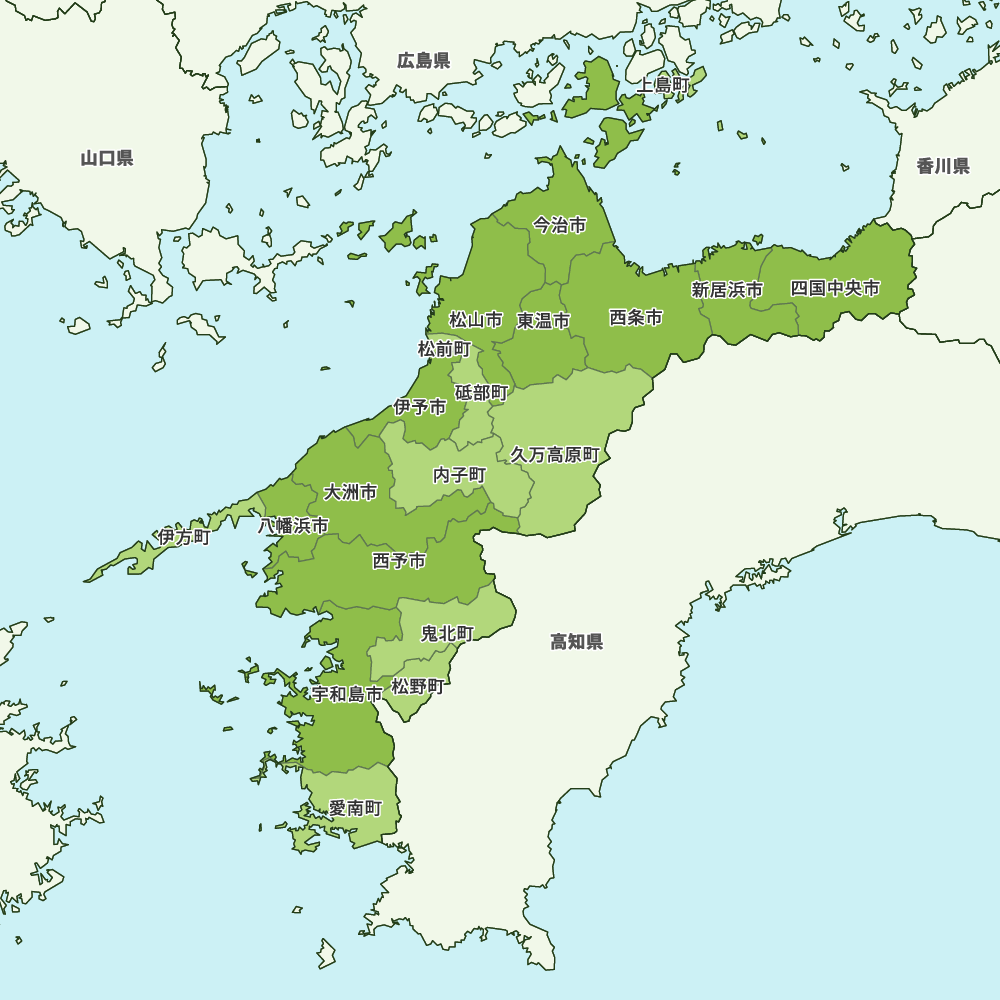 広島県
上島町
山口県
香川県
今治市
新居浜市
四国中央市
松山市
東温市
西条市
松前町
砥部町
伊予市
久万高原町
内子町
大洲市
八幡浜市
伊方町
西予市
鬼北町
高知県
松野町
宇和島市
愛南町